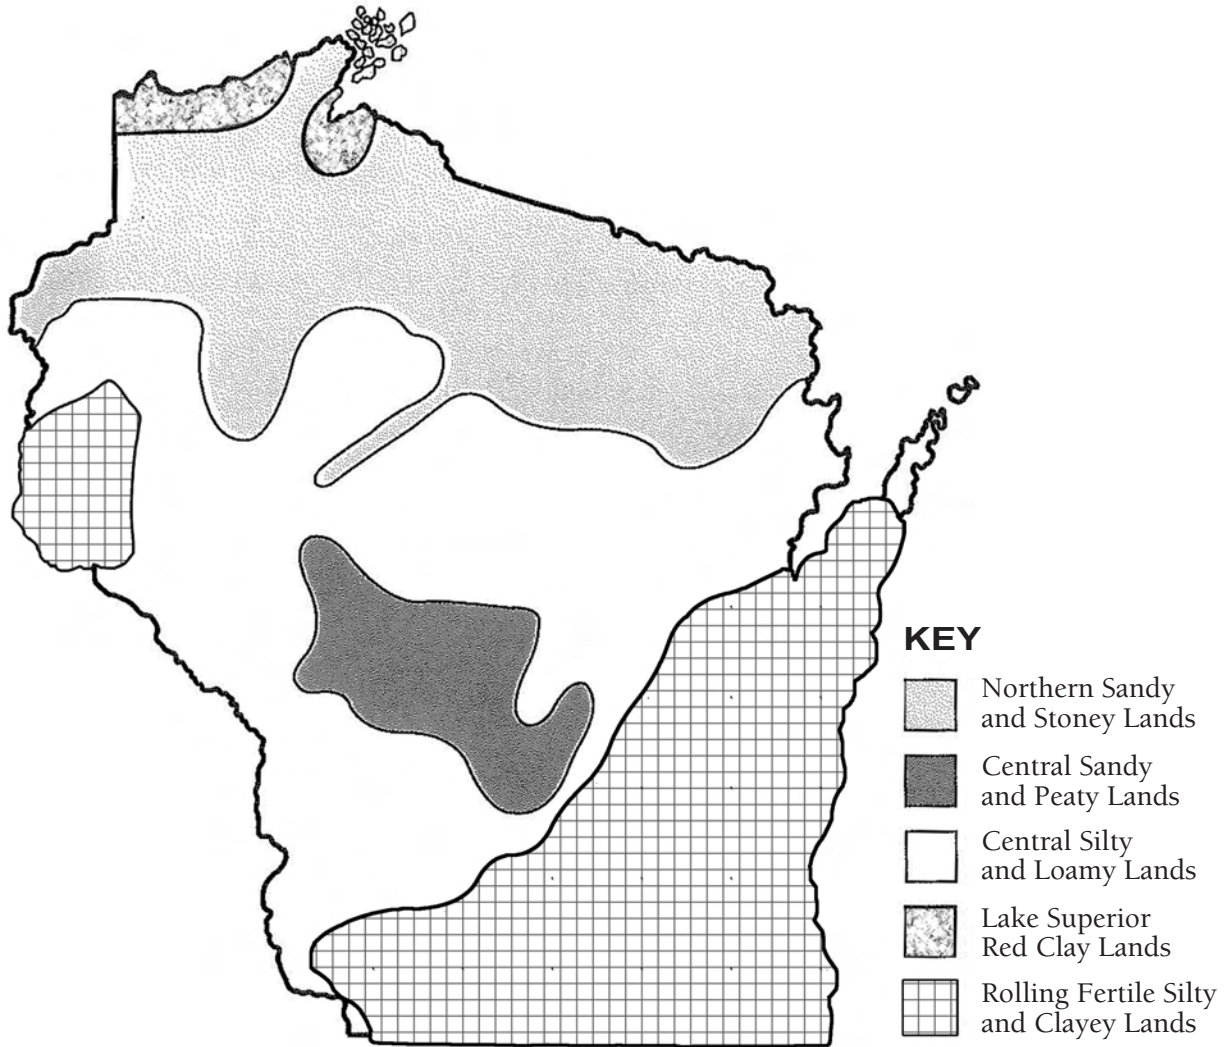 KEY
Northern Sandy
and Stoney Lands
Central Sandy
and Peaty Lands
Central Silty
and Loamy Lands
Lake Superior
Red Clay Lands
Rolling Fertile Silty
and Clayey Lands